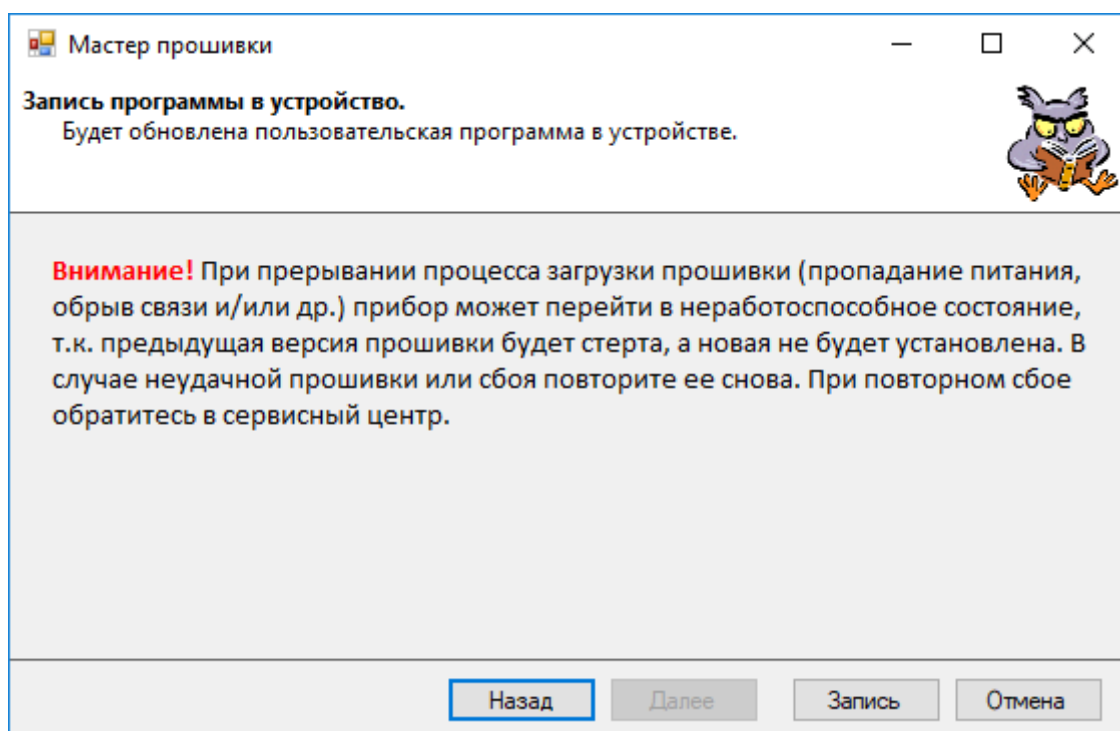 Мастер прошивки
Запись программы в устройство.
Будет обновлена пользовательская программа в устройстве.
Внимание! При прерывании процесса загрузки прошивки (пропадание питания,
обрыв связи и/или др.) прибор может перейти в неработоспособное состояние,
т.к. предыдущая версия прошивки будет стерта, а новая не будет установлена. В
случае неудачной прошивки или сбоя повторите ее снова. При повторном сбое
обратитесь в сервисный центр.
Назад Далее Запись Отмена